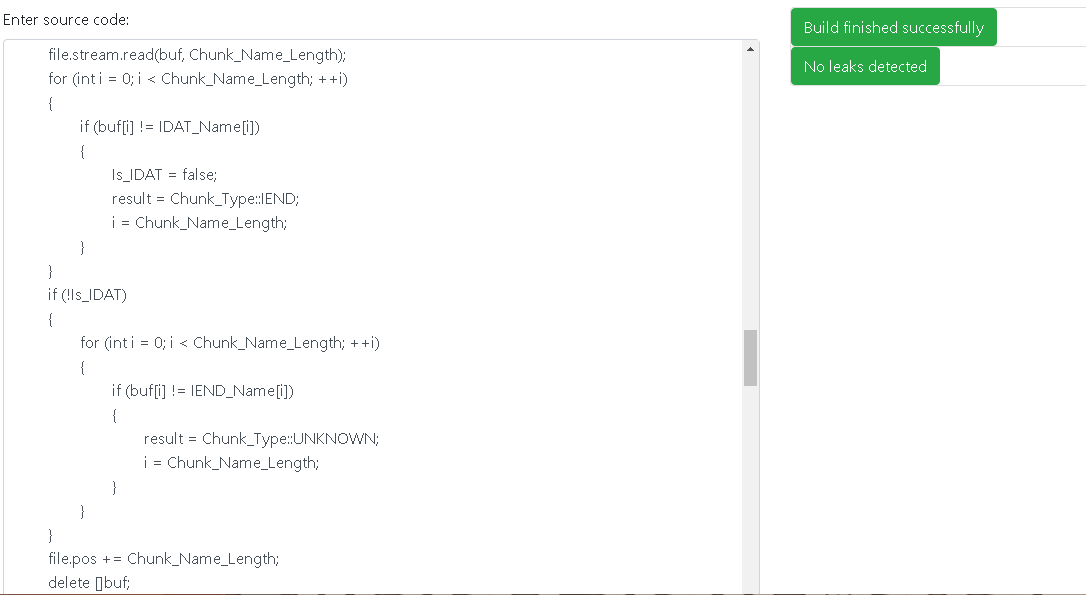 Enter source code:
file.stream.read(buf, Chunk_Name_Length);
for (int i = 0; i < Chunk_Name_Length; ++i)
{
if (buf[i] != IDAT_Name[i])
{
Is_IDAT = false;
result = Chunk_Type::IEND;
i = Chunk_Name_Length;
}
}
if (!Is_IDAT)
{
for (int i = 0; i < Chunk_Name_Length; ++i)
{
if (buf[i] != IEND_Name[i])
{
result = Chunk_Type::UNKNOWN;
i = Chunk_Name_Length;
}
}
}
file.pos += Chunk_Name_Length;
delete []buf;
Build finished successfully
No leaks detected